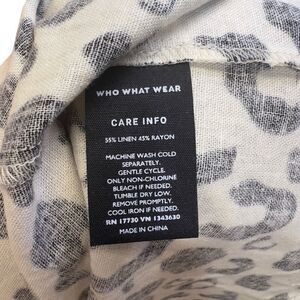 WHO WHAT WEAR
CARE INFO
55% LINEN 45% RAYON
MACHINE WASH COLD
SEPARATELY.
GENTLE CYCLE.
ONLY NON-CHLORINE
BLEACH IF NEEDED.
TUMBLE DRY LOW.
REMOVE PROMPTLY.
COOL IRON IF NEEDED.
RN 17730 VN 1343630
MADE IN CHINA